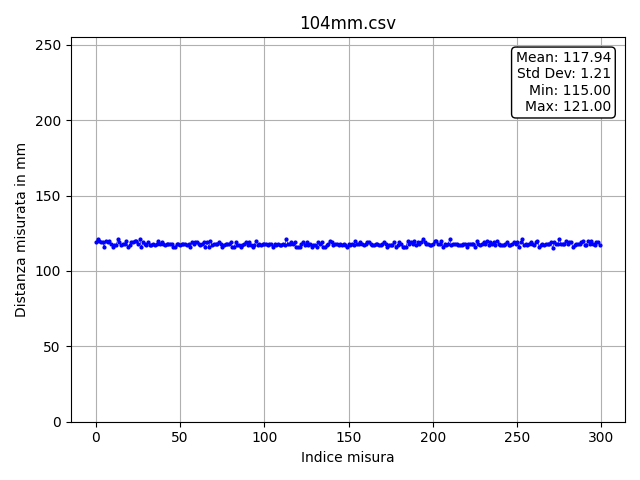 104mm.csv
Mean: 117.94
Std Dev: 1.21
Min: 115.00
Max: 121.00
Distanza misurata in mm
250
200
150
100
50
0
0 50 100 150 200 250 300
Indice misura